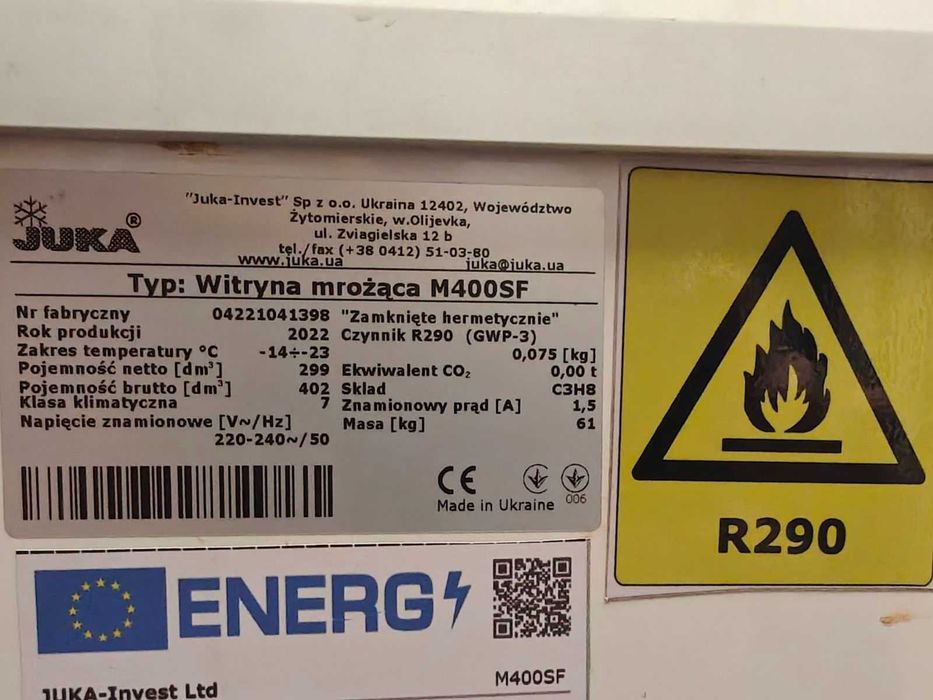 JUKA®
"Juka-Invest" Sp z o.o. Ukraina 12402, Województwo
Żytomierskie, w.Olijevka,
ul. Zviagielska 12 b
tel./fax (+38 0412) 51-03-80
www.juka.ua juka@juka.ua
Typ: Witryna mrożąca M400SF
Nr fabryczny 04221041398
Rok produkcji 2022
Zakres temperatury °C -14÷-23
Pojemność netto [dm³] 299
Pojemność brutto [dm³] 402
Klasa klimatyczna 7
Napięcie znamionowe [V~/Hz]
220-240~/50
"Zamknięte hermetycznie"
Czynnik R290 (GWP-3)
0,075 [kg]
Ekwiwalent CO₂ 0,00 t
Skład C3H8
Znamionowy prąd [A] 1,5
Masa [kg] 61
CE
006
Made in Ukraine
R290
ENERG
JUKA-Invest Ltd M400SF